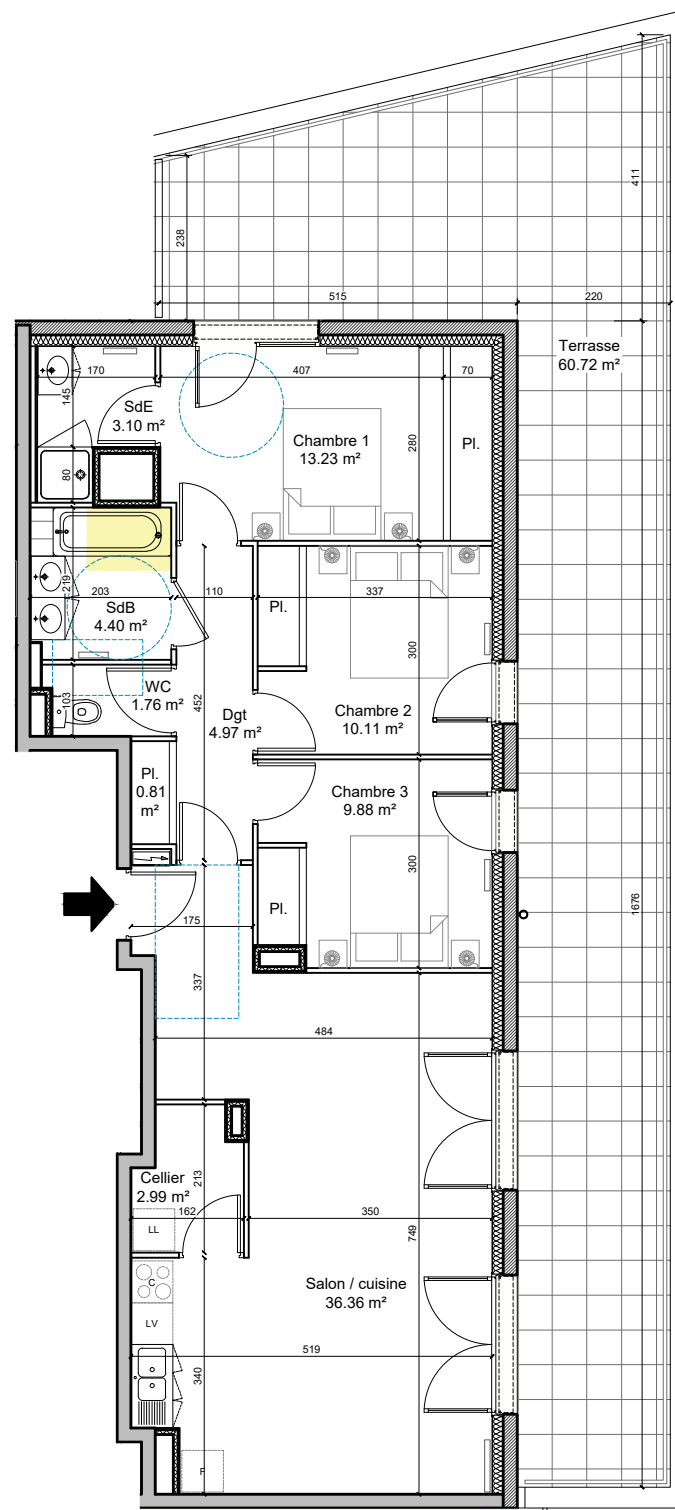 411
238
515
220
Terrasse
60.72 m²
170
407
70
145
SdE
3.10 m²
Chambre 1
13.23 m²
280
Pl.
80
219
203
110
337
SdB
4.40 m²
Pl.
300
WC
1.76 m²
103
452
Dgt
4.97 m²
Chambre 2
10.11 m²
Pl.
0.81
m²
Chambre 3
9.88 m²
300
Pl.
1676
175
337
484
Cellier
2.99 m²
213
162
350
749
LL
Salon / cuisine
36.36 m²
C
LV
519
340
F